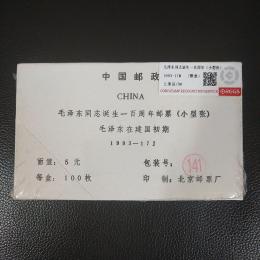 中国邮政
CHINA
毛泽东同志诞生一百周年邮票(小型张)
毛泽东在建国初期
1993—17J
面值:5元
包装号:
141
每盒:100枚
印制:北京邮票厂